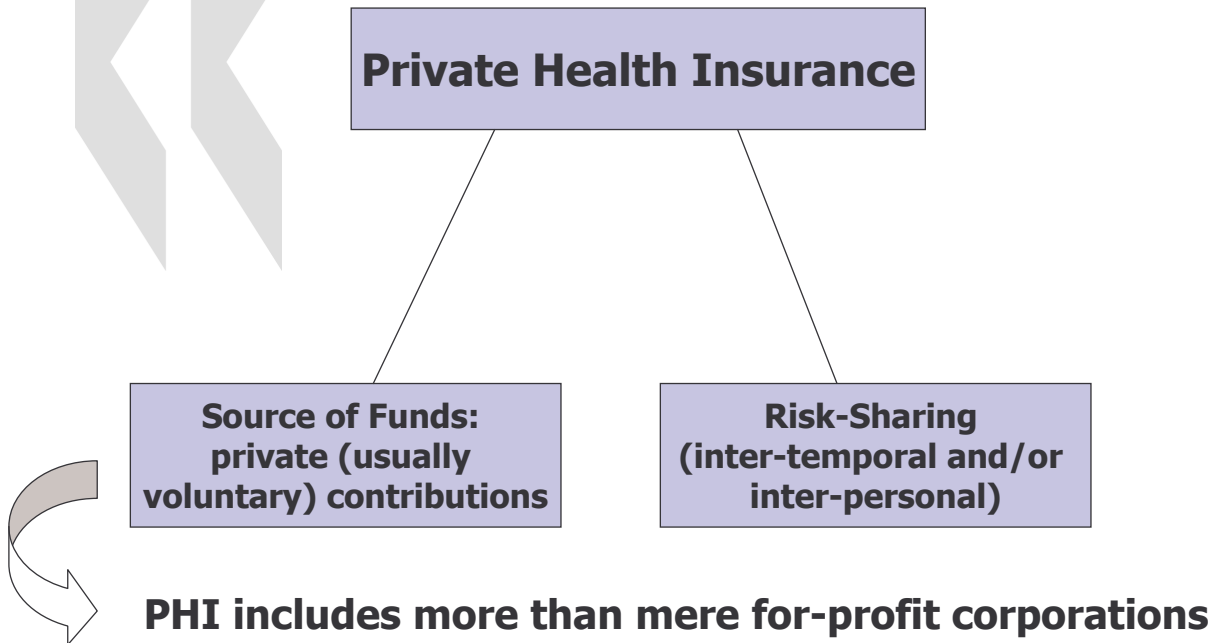 Private Health Insurance
Source of Funds:
private (usually
voluntary) contributions
Risk-Sharing
(inter-temporal and/or
inter-personal)
PHI includes more than mere for-profit corporations